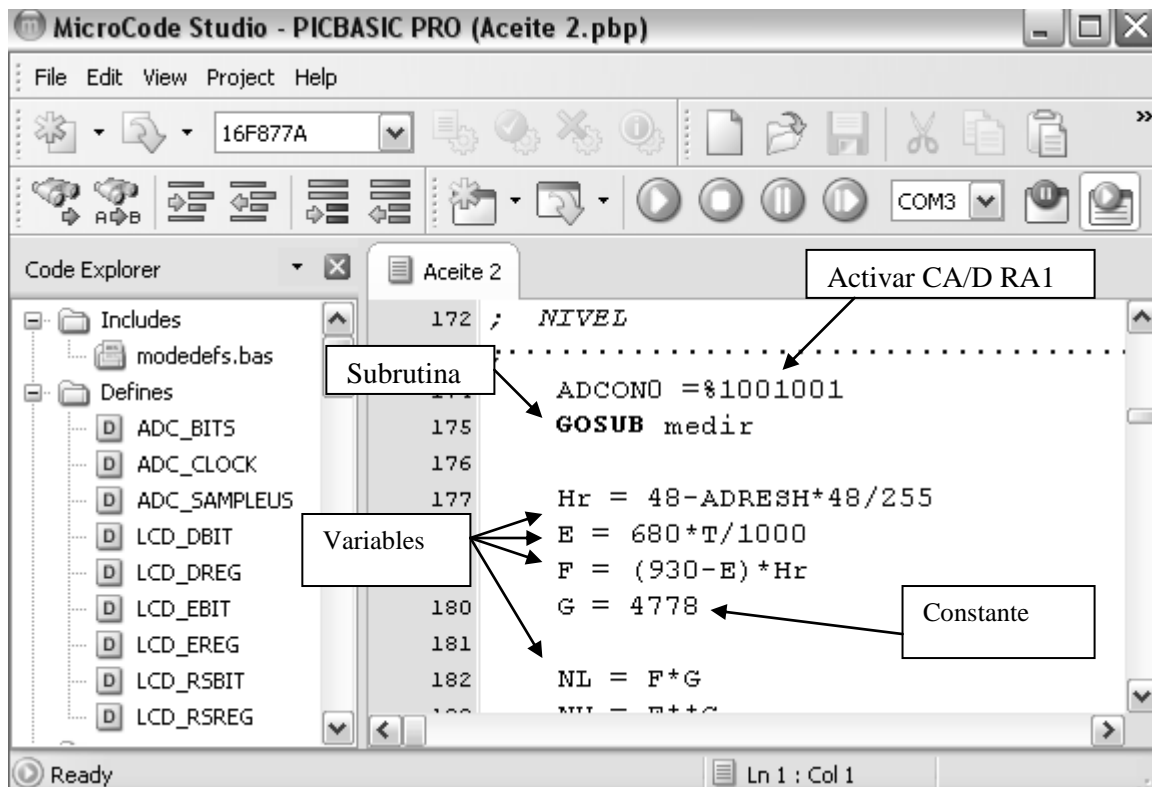 MicroCode Studio - PICBASIC PRO (Aceite 2.pbp)
File Edit View Project Help
16F877A
A B
COM3
Code Explorer
Aceite 2
Includes
modedefs.bas
Defines
D ADC_BITS
D ADC_CLOCK
D ADC_SAMPLEUS
D LCD_DBIT
D LCD_DREG
D LCD_EBIT
D LCD_EREG
D LCD_RSBIT
D LCD_RSREG
Activar CA/D RA1
172 ; NIVEL
Subrutina
ADCON0 =%1001001
175 GOSUB medir
176
177 Hr = 48-ADRESH*48/255
Variables
E = 680*T/1000
F = (930-E)*Hr
180 G = 4778
Constante
181
182 NL = F*G
Ready
Ln 1 : Col 1